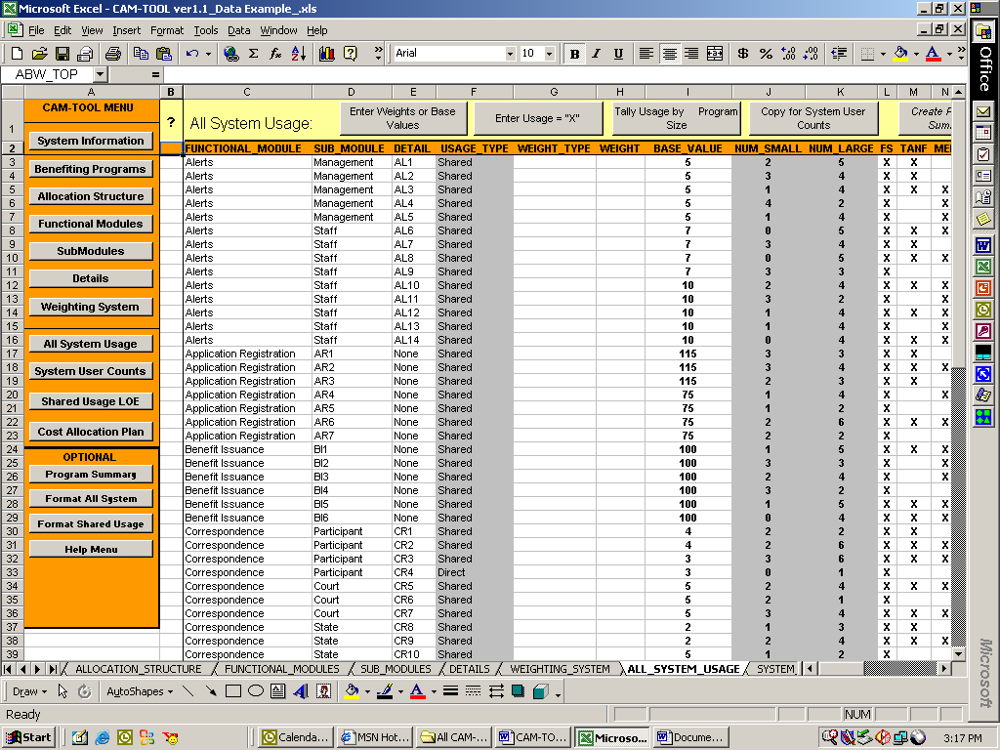 Microsoft Excel - CAM-TOOL ver1.1_Data Example_.xls
File Edit View Insert Format Tools Data Window Help
Arial 10 B I U $ %
ABW_TOP =
A B C D E F G H I J K L M N
CAM-TOOL MENU
System Information
Benefiting Programs
Allocation Structure
Functional Modules
SubModules
Details
Weighting System
All System Usage
System User Counts
Shared Usage LOE
Cost Allocation Plan
OPTIONAL
Program Summary
Format All System
Format Shared Usage
Help Menu
1 ? All System Usage: Enter Weights or Base Values Enter Usage = "X" Tally Usage by Program Size Copy for System User Counts Create P Sum
2 FUNCTIONAL_MODULE SUB_MODULE DETAIL USAGE_TYPE WEIGHT_TYPE WEIGHT BASE_VALUE NUM_SMALL NUM_LARGE FS TANF ME
3 Alerts Management AL1 Shared 5 2 5 X X
4 Alerts Management AL2 Shared 5 3 4 X X
5 Alerts Management AL3 Shared 5 1 4 X X X
6 Alerts Management AL4 Shared 5 4 2 X X
7 Alerts Management AL5 Shared 5 1 4 X X
8 Alerts Staff AL6 Shared 7 0 5 X X X
9 Alerts Staff AL7 Shared 7 3 4 X X
10 Alerts Staff AL8 Shared 7 0 5 X X X
11 Alerts Staff AL9 Shared 7 3 3 X X
12 Alerts Staff AL10 Shared 10 2 4 X X X
13 Alerts Staff AL11 Shared 10 3 2 X X
14 Alerts Staff AL12 Shared 10 1 4 X X X
15 Alerts Staff AL13 Shared 10 1 4 X X
16 Alerts Staff AL14 Shared 10 0 4 X X X
17 Application Registration AR1 None Shared 115 3 4 X X
18 Application Registration AR2 None Shared 115 3 4 X X X
19 Application Registration AR3 None Shared 115 2 3 X X
20 Application Registration AR4 None Shared 75 1 4 X X
21 Application Registration AR5 None Shared 75 1 2 X
22 Application Registration AR6 None Shared 75 2 6 X X X
23 Application Registration AR7 None Shared 75 2 2 X
24 Benefit Issuance BI1 None Shared 100 1 5 X X X
25 Benefit Issuance BI2 None Shared 100 3 3 X X
26 Benefit Issuance BI3 None Shared 100 2 4 X X
27 Benefit Issuance BI4 None Shared 100 3 2 X X
28 Benefit Issuance BI5 None Shared 100 1 5 X X X
29 Benefit Issuance BI6 None Shared 100 0 4 X X X
30 Correspondence Participant CR1 Shared 4 2 2 X X
31 Correspondence Participant CR2 Shared 4 2 6 X X X
32 Correspondence Participant CR3 Shared 3 3 6 X X X
33 Correspondence Participant CR4 Direct 3 0 1 X
34 Correspondence Court CR5 Shared 5 2 4 X X X
35 Correspondence Court CR6 Shared 5 2 1 X
36 Correspondence Court CR7 Shared 5 3 4 X X X
37 Correspondence State CR8 Shared 2 1 3 X X
38 Correspondence State CR9 Shared 2 2 4 X X
39 Correspondence State CR10 Shared 5 1 2 X
ALLOCATION_STRUCTURE FUNCTIONAL_MODULES SUB_MODULES DETAILS WEIGHTING_SYSTEM ALL_SYSTEM_USAGE SYSTEM
Draw AutoShapes A
Ready NUM
Start Calenda... MSN Hot... All CAM-... CAM-TO... Microso... Docume... 3:17 PM
Office
Microsoft